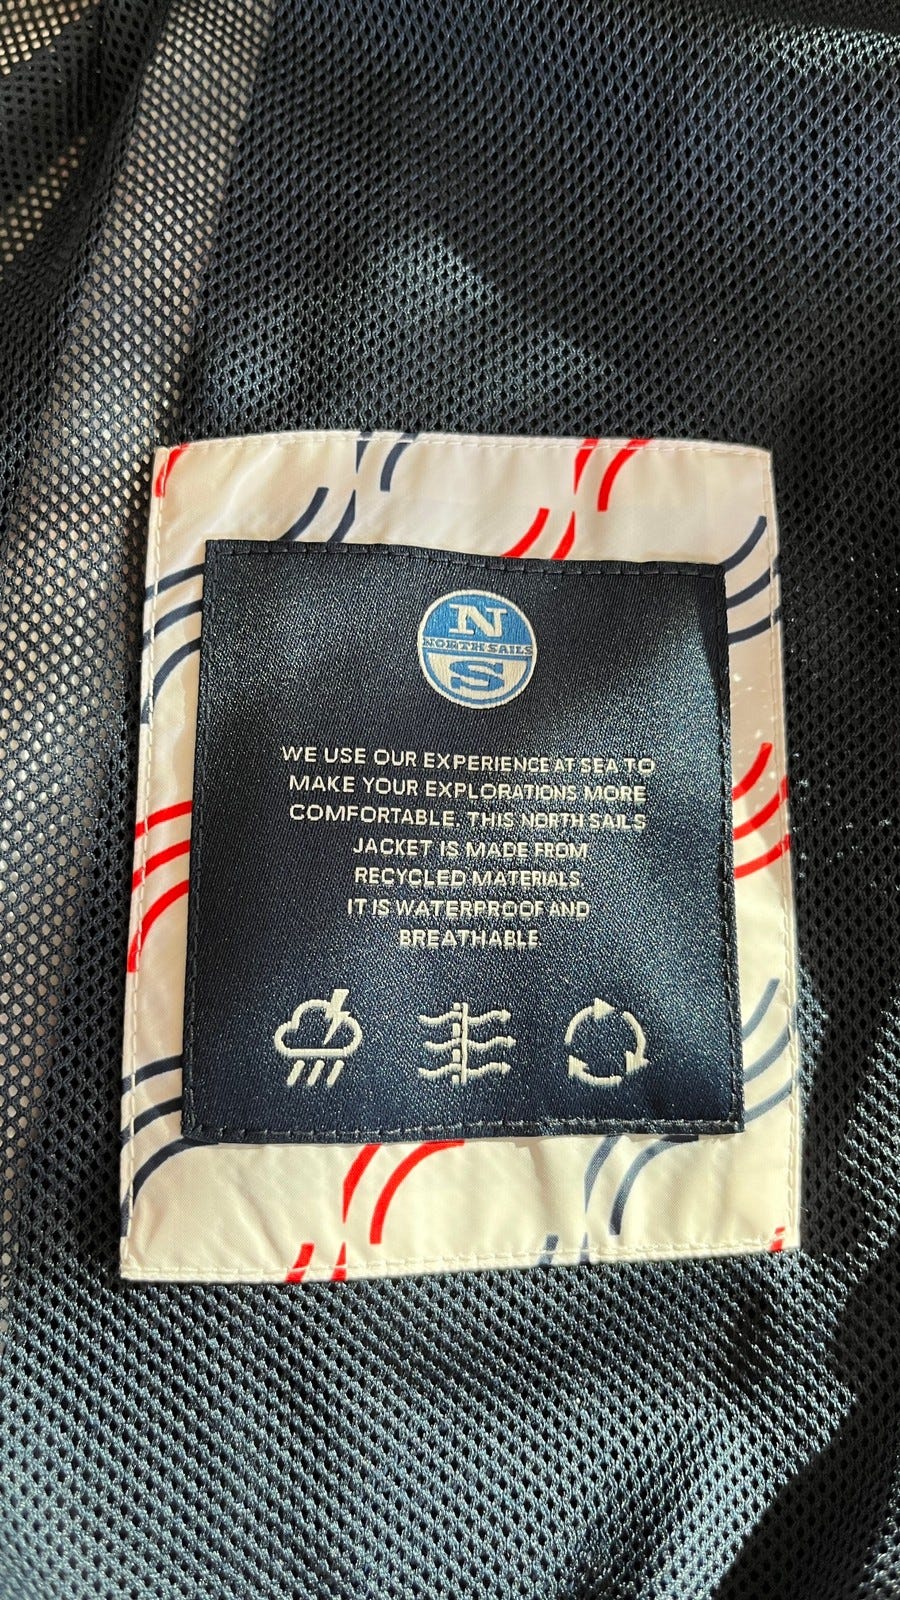 N
NORTH SAILS
S
WE USE OUR EXPERIENCE AT SEA TO
MAKE YOUR EXPLORATIONS MORE
COMFORTABLE. THIS NORTH SAILS
JACKET IS MADE FROM
RECYCLED MATERIALS.
IT IS WATERPROOF AND
BREATHABLE